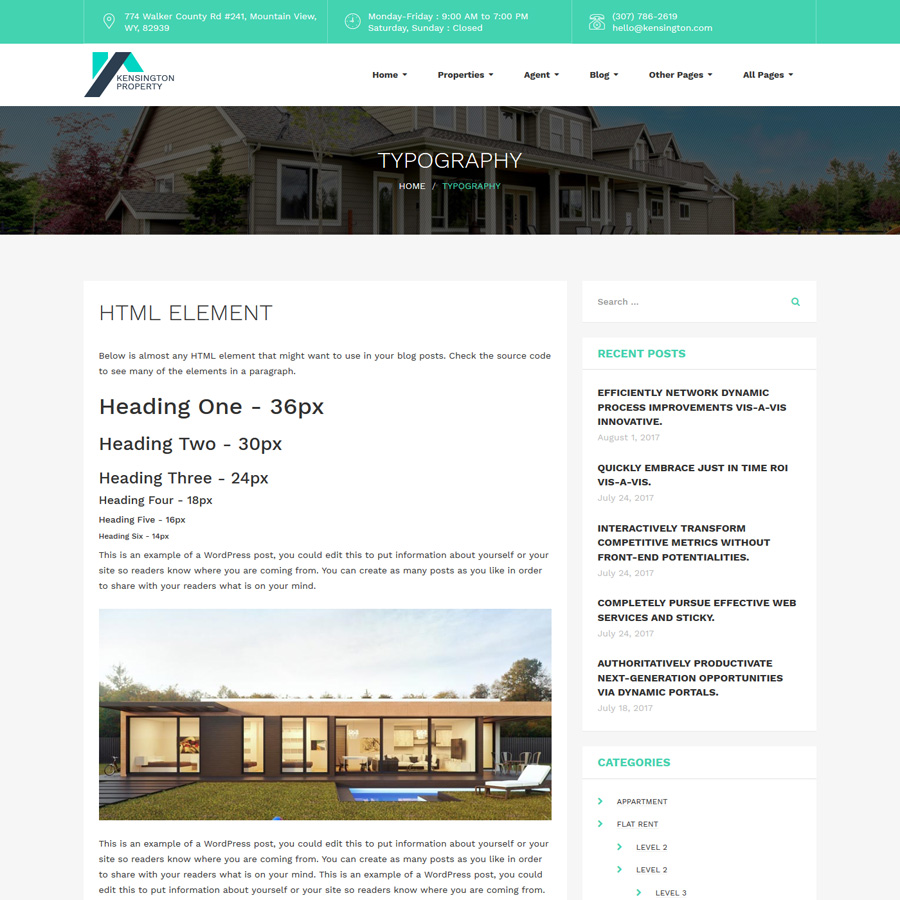 774 Walker County Rd #241, Mountain View,
WY, 82939
Monday-Friday : 9:00 AM to 7:00 PM
Saturday, Sunday : Closed
(307) 786-2619
hello@kensington.com
KENSINGTON
PROPERTY
Home
Properties
Agent
Blog
Other Pages
All Pages
TYPOGRAPHY
HOME / TYPOGRAPHY
HTML ELEMENT
Below is almost any HTML element that might want to use in your blog posts. Check the source code
to see many of the elements in a paragraph.
Heading One - 36px
Heading Two - 30px
Heading Three - 24px
Heading Four - 18px
Heading Five - 16px
Heading Six - 14px
This is an example of a WordPress post, you could edit this to put information about yourself or your
site so readers know where you are coming from. You can create as many posts as you like in order
to share with your readers what is on your mind.
This is an example of a WordPress post, you could edit this to put information about yourself or your
site so readers know where you are coming from. You can create as many posts as you like in order
to share with your readers what is on your mind. This is an example of a WordPress post, you could
edit this to put information about yourself or your site so readers know where you are coming from.
Search ...
RECENT POSTS
EFFICIENTLY NETWORK DYNAMIC
PROCESS IMPROVEMENTS VIS-A-VIS
INNOVATIVE.
August 1, 2017
QUICKLY EMBRACE JUST IN TIME ROI
VIS-A-VIS.
July 24, 2017
INTERACTIVELY TRANSFORM
COMPETITIVE METRICS WITHOUT
FRONT-END POTENTIALITIES.
July 24, 2017
COMPLETELY PURSUE EFFECTIVE WEB
SERVICES AND STICKY.
July 24, 2017
AUTHORITATIVELY PRODUCTIVATE
NEXT-GENERATION OPPORTUNITIES
VIA DYNAMIC PORTALS.
July 18, 2017
CATEGORIES
APPARTMENT
FLAT RENT
LEVEL 2
LEVEL 2
LEVEL 3